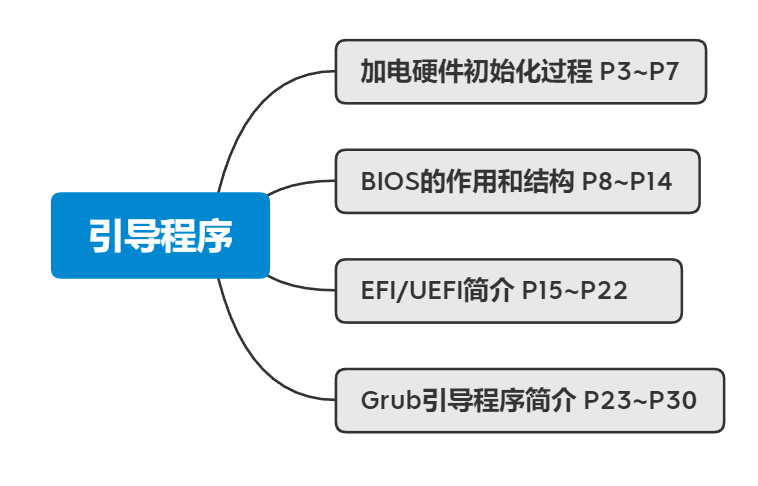 引导程序
加电硬件初始化过程 P3~P7
BIOS的作用和结构 P8~P14
EFI/UEFI简介 P15~P22
Grub引导程序简介 P23~P30